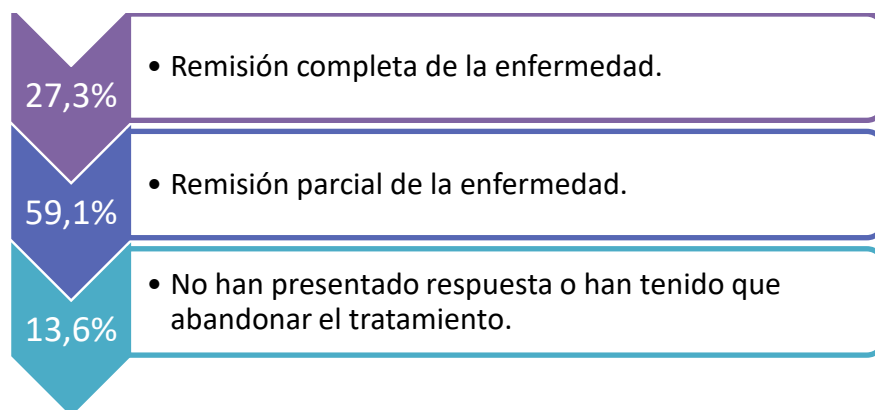 27,3%
• Remisión completa de la enfermedad.
59,1%
• Remisión parcial de la enfermedad.
13,6%
• No han presentado respuesta o han tenido que
abandonar el tratamiento.